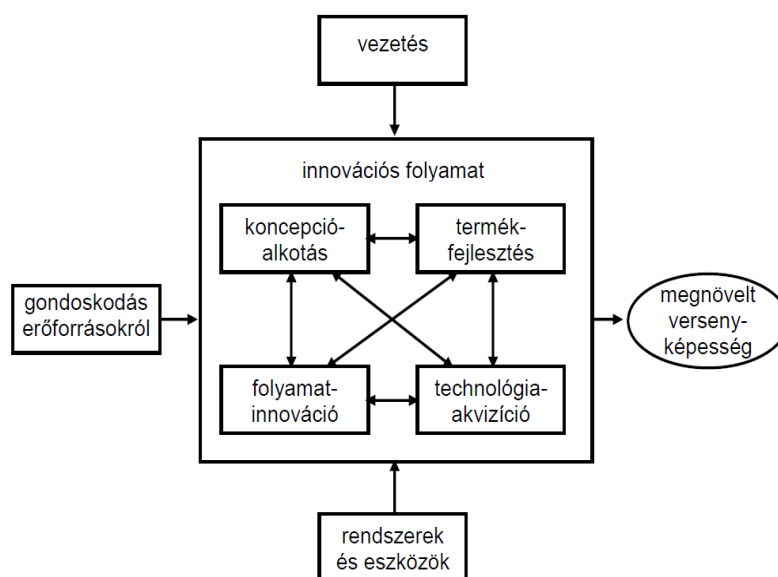 vezetés
innovációs folyamat
koncepció-
alkotás
termék-
fejlesztés
gondoskodás
erőforrásokról
megnövelt
verseny-
képesség
folyamat-
innováció
technológia-
akvizíció
rendszerek
és eszközök